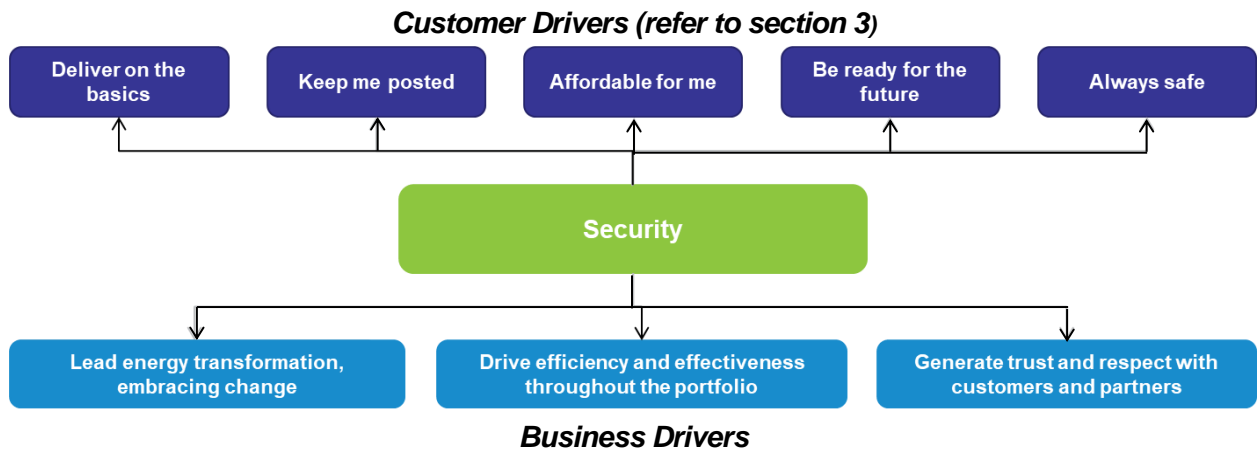 Customer Drivers (refer to section 3)
Deliver on the
basics
Keep me posted
Affordable for me
Be ready for the
future
Always safe
Security
Lead energy transformation,
embracing change
Drive efficiency and effectiveness
throughout the portfolio
Generate trust and respect with
customers and partners
Business Drivers